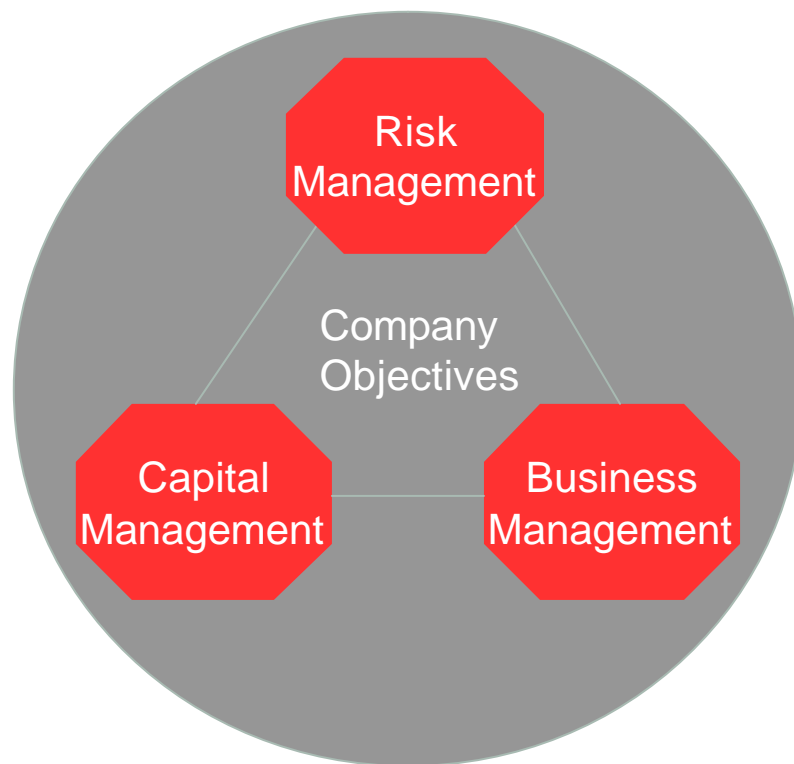 Risk
Management
Company
Objectives
Capital
Management
Business
Management